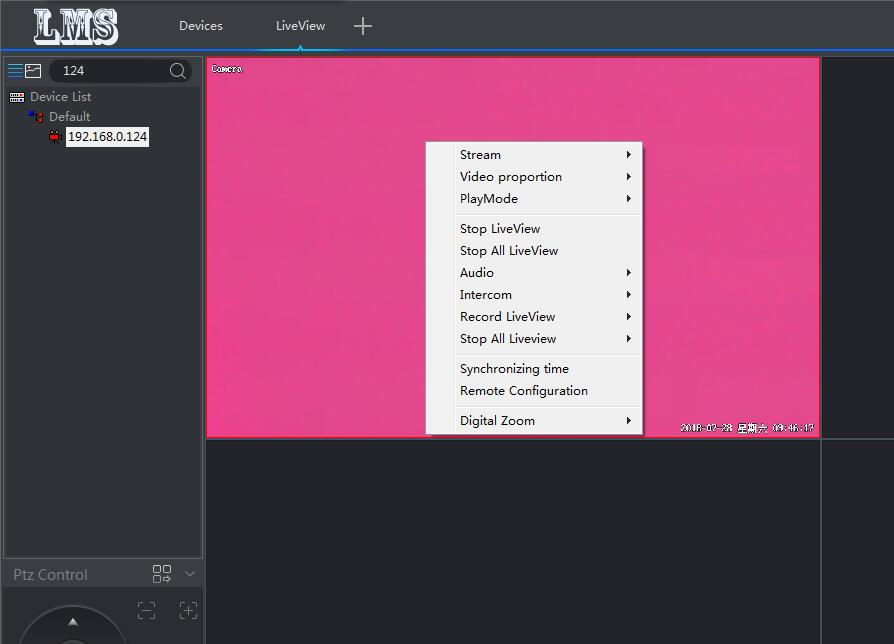 LMS
Devices
LiveView
124
Device List
Default
192.168.0.124
Camera
Stream
Video proportion
PlayMode
Stop LiveView
Stop All LiveView
Audio
Intercom
Record LiveView
Stop All Liveview
Synchronizing time
Remote Configuration
Digital Zoom
2018-07-28 星期六 09:46:17
Ptz Control